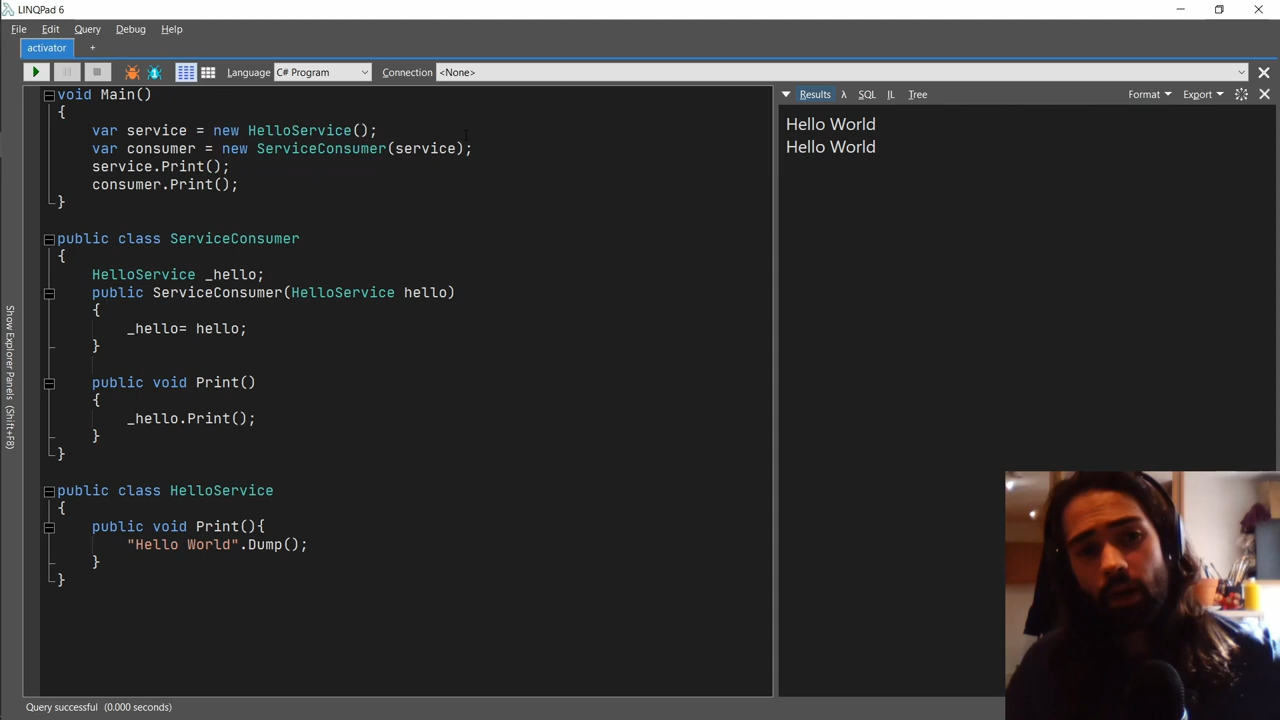 LINQPad 6
File Edit Query Debug Help
activator +
Language C# Program Connection <None>
void Main()
{
    var service = new HelloService();
    var consumer = new ServiceConsumer(service);
    service.Print();
    consumer.Print();
}
public class ServiceConsumer
{
    HelloService _hello;
    public ServiceConsumer(HelloService hello)
    {
        _hello= hello;
    }
    public void Print()
    {
        _hello.Print();
    }
}
public class HelloService
{
    public void Print(){
        "Hello World".Dump();
    }
}
Show Explorer Panels (Shift+F8)
Results λ SQL IL Tree Format Export
Hello World
Hello World
Query successful (0.000 seconds)